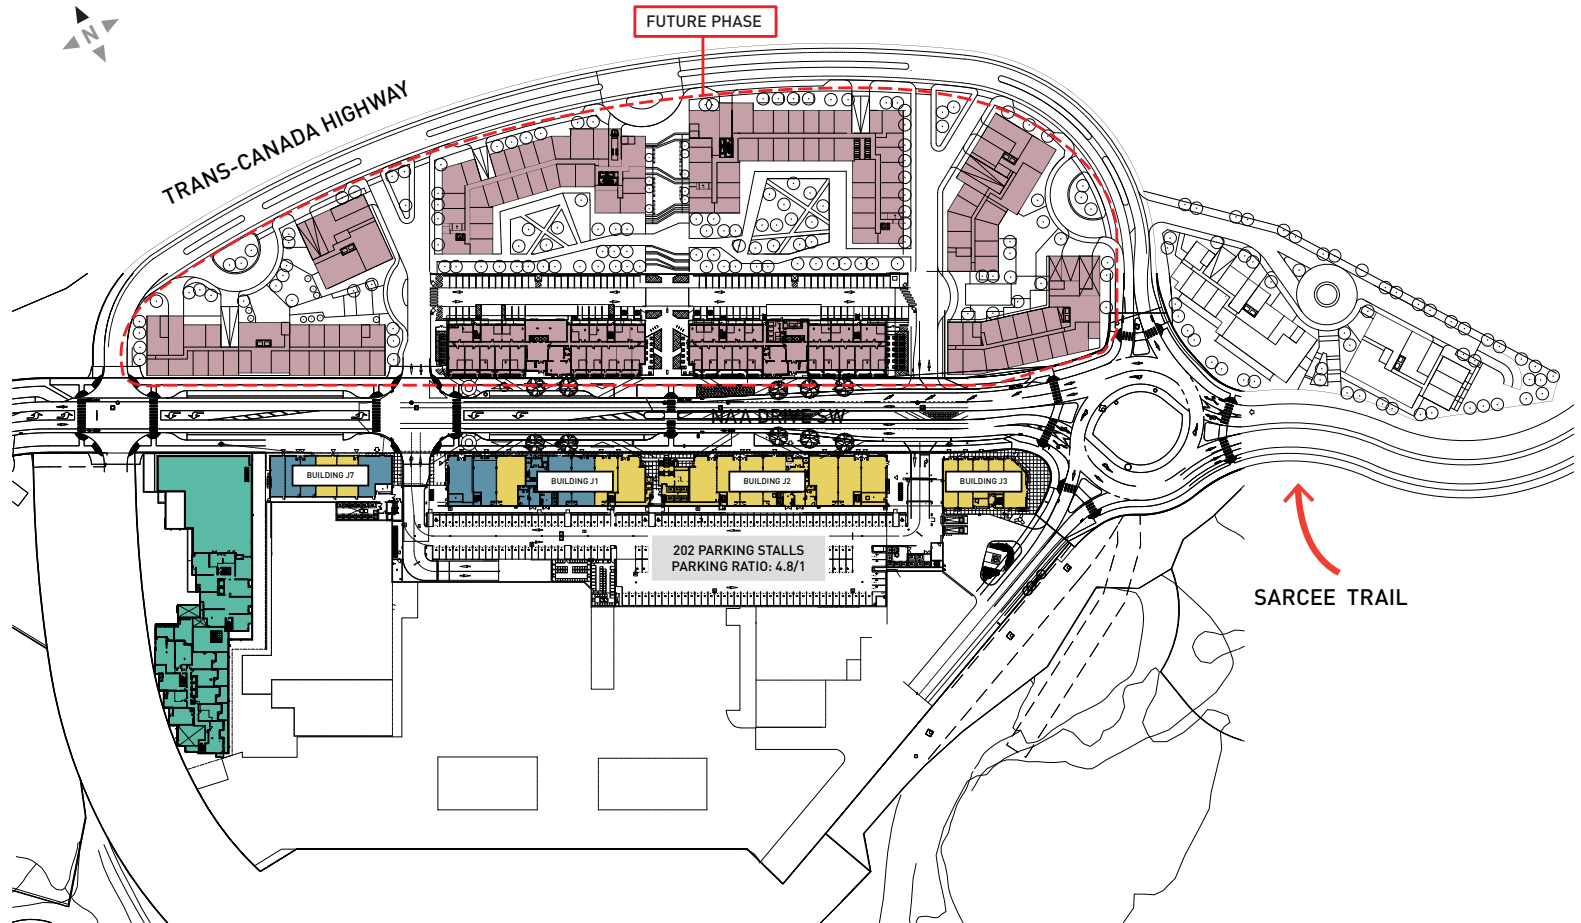 FUTURE PHASE
N
TRANS-CANADA HIGHWAY
NA'A DRIVE SW
BUILDING J7
BUILDING J1
BUILDING J2
BUILDING J3
202 PARKING STALLS
PARKING RATIO: 4.8/1
SARCEE TRAIL